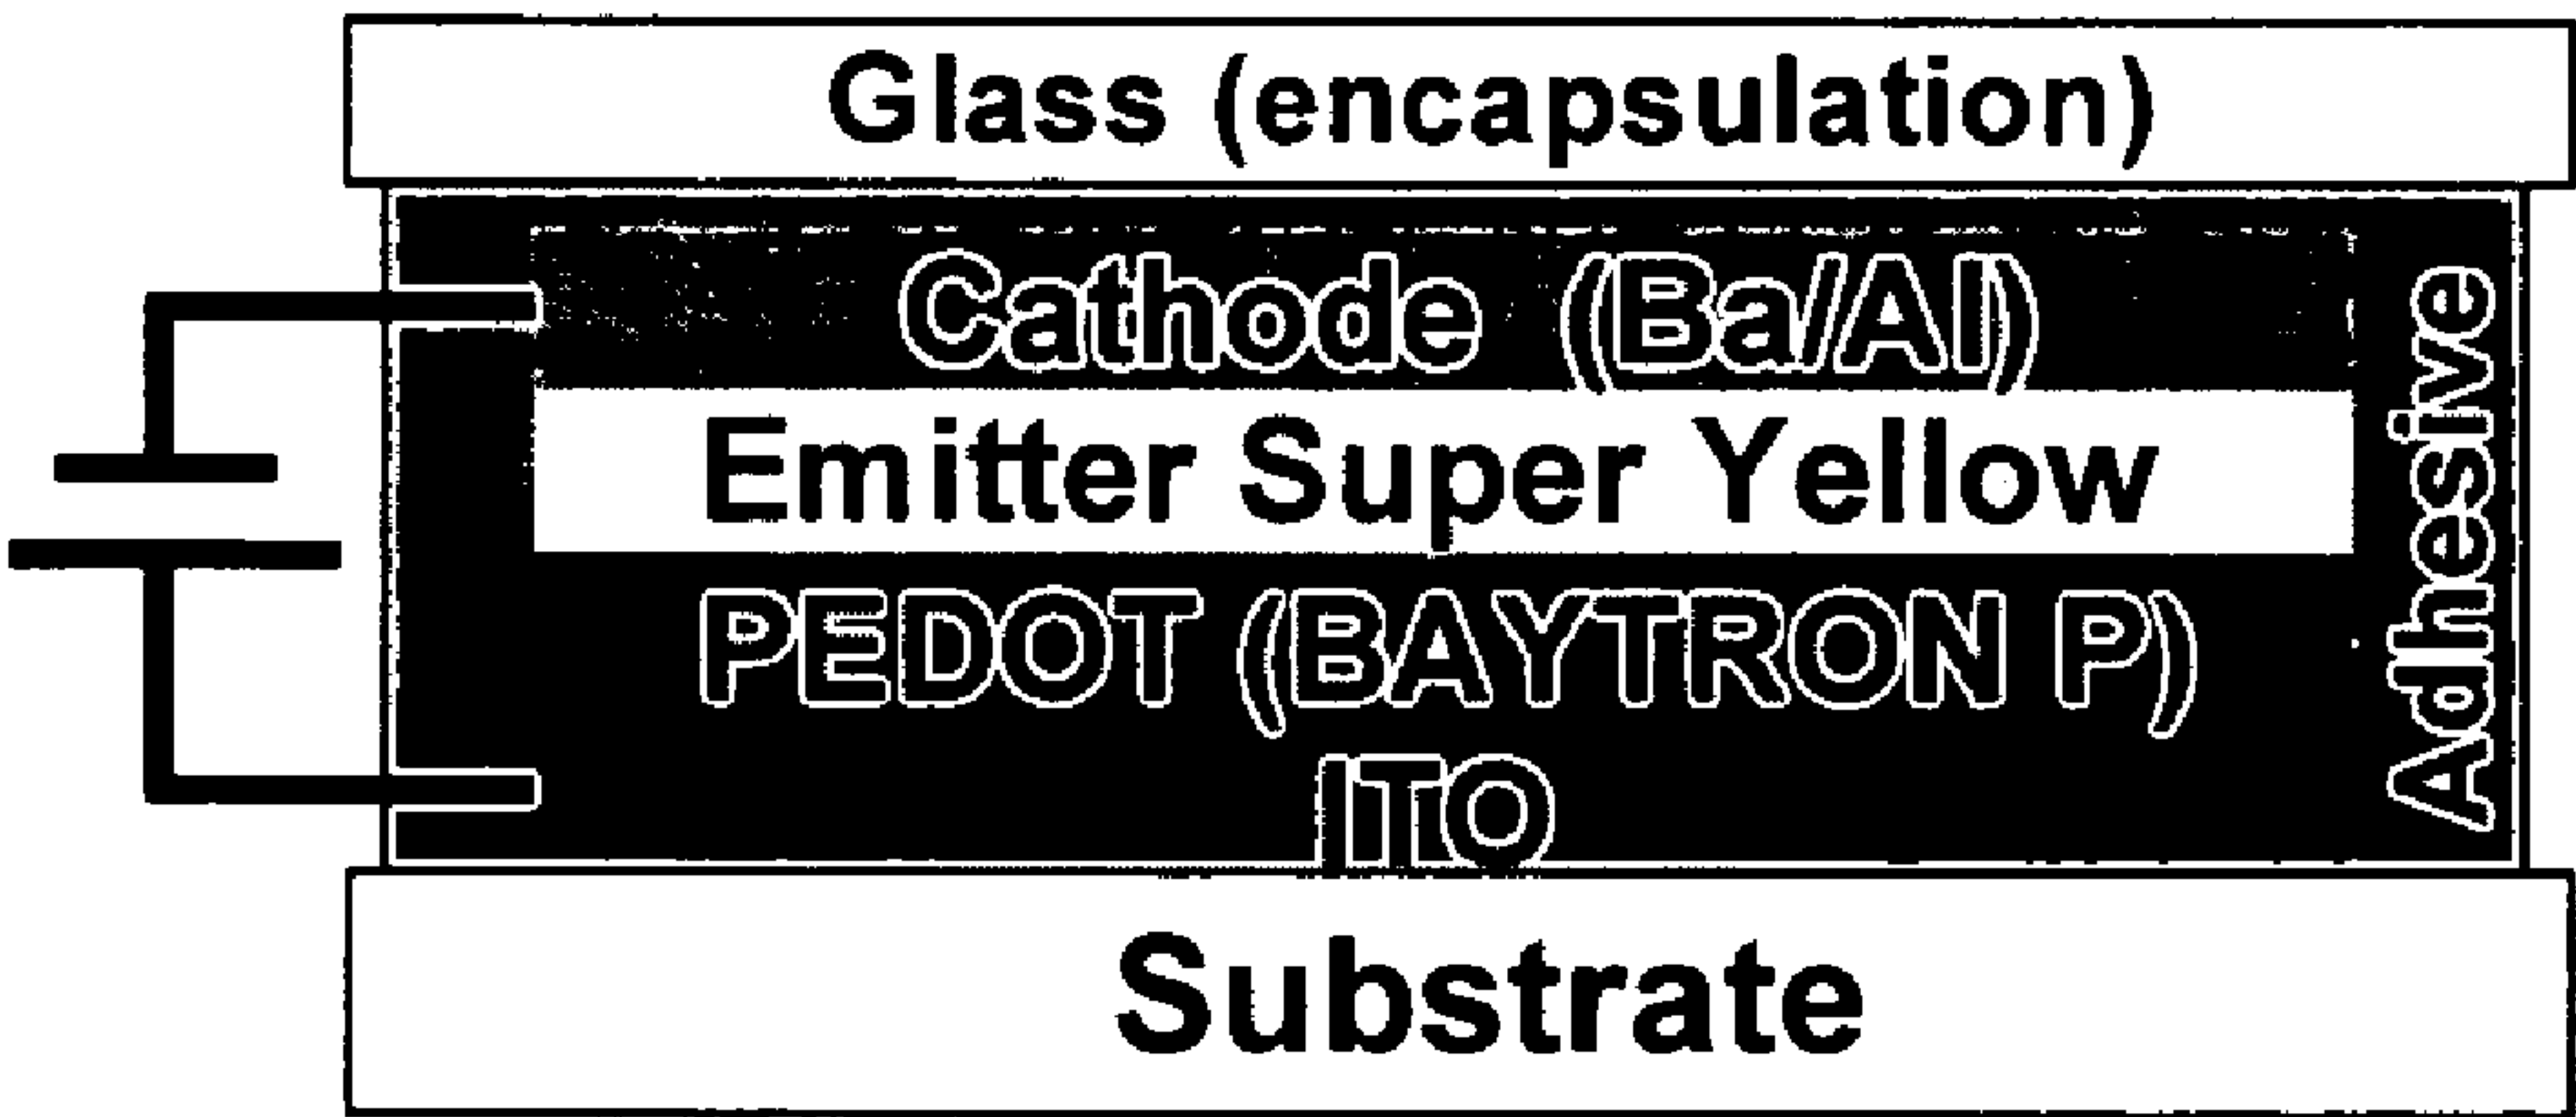 Glass (encapsulation)
Cathode (Ba/Al)
Emitter Super Yellow
PEDOT (BAYTRON P)
ITO
Adhesive
Substrate